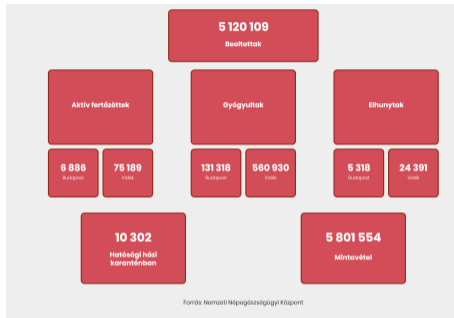 5 120 109
Beoltottak
Aktív fertőzöttek
Gyógyultak
Elhunytak
6 886
Budapest
75 189
Vidék
131 318
Budapest
560 930
Vidék
5 318
Budapest
24 391
Vidék
10 302
Hatósági házi
karanténban
5 801 554
Mintavétel
Forrás: Nemzeti Népegészségügyi Központ